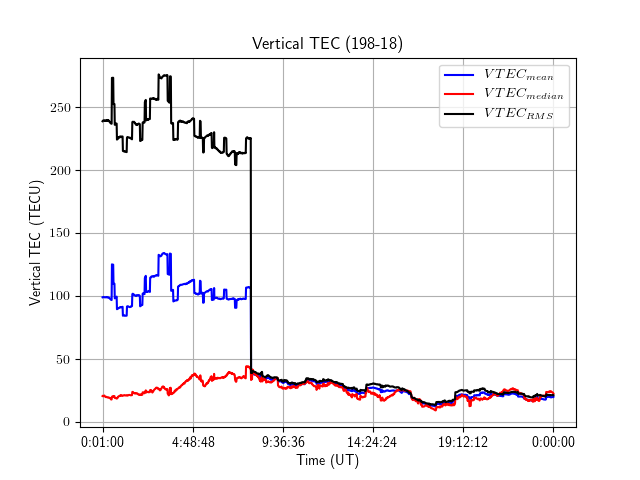 Vertical TEC (198-18)
VTEC_mean
VTEC_median
VTEC_RMS
Vertical TEC (TECU)
250
200
150
100
50
0
0:01:00 4:48:48 9:36:36 14:24:24 19:12:12 0:00:00
Time (UT)